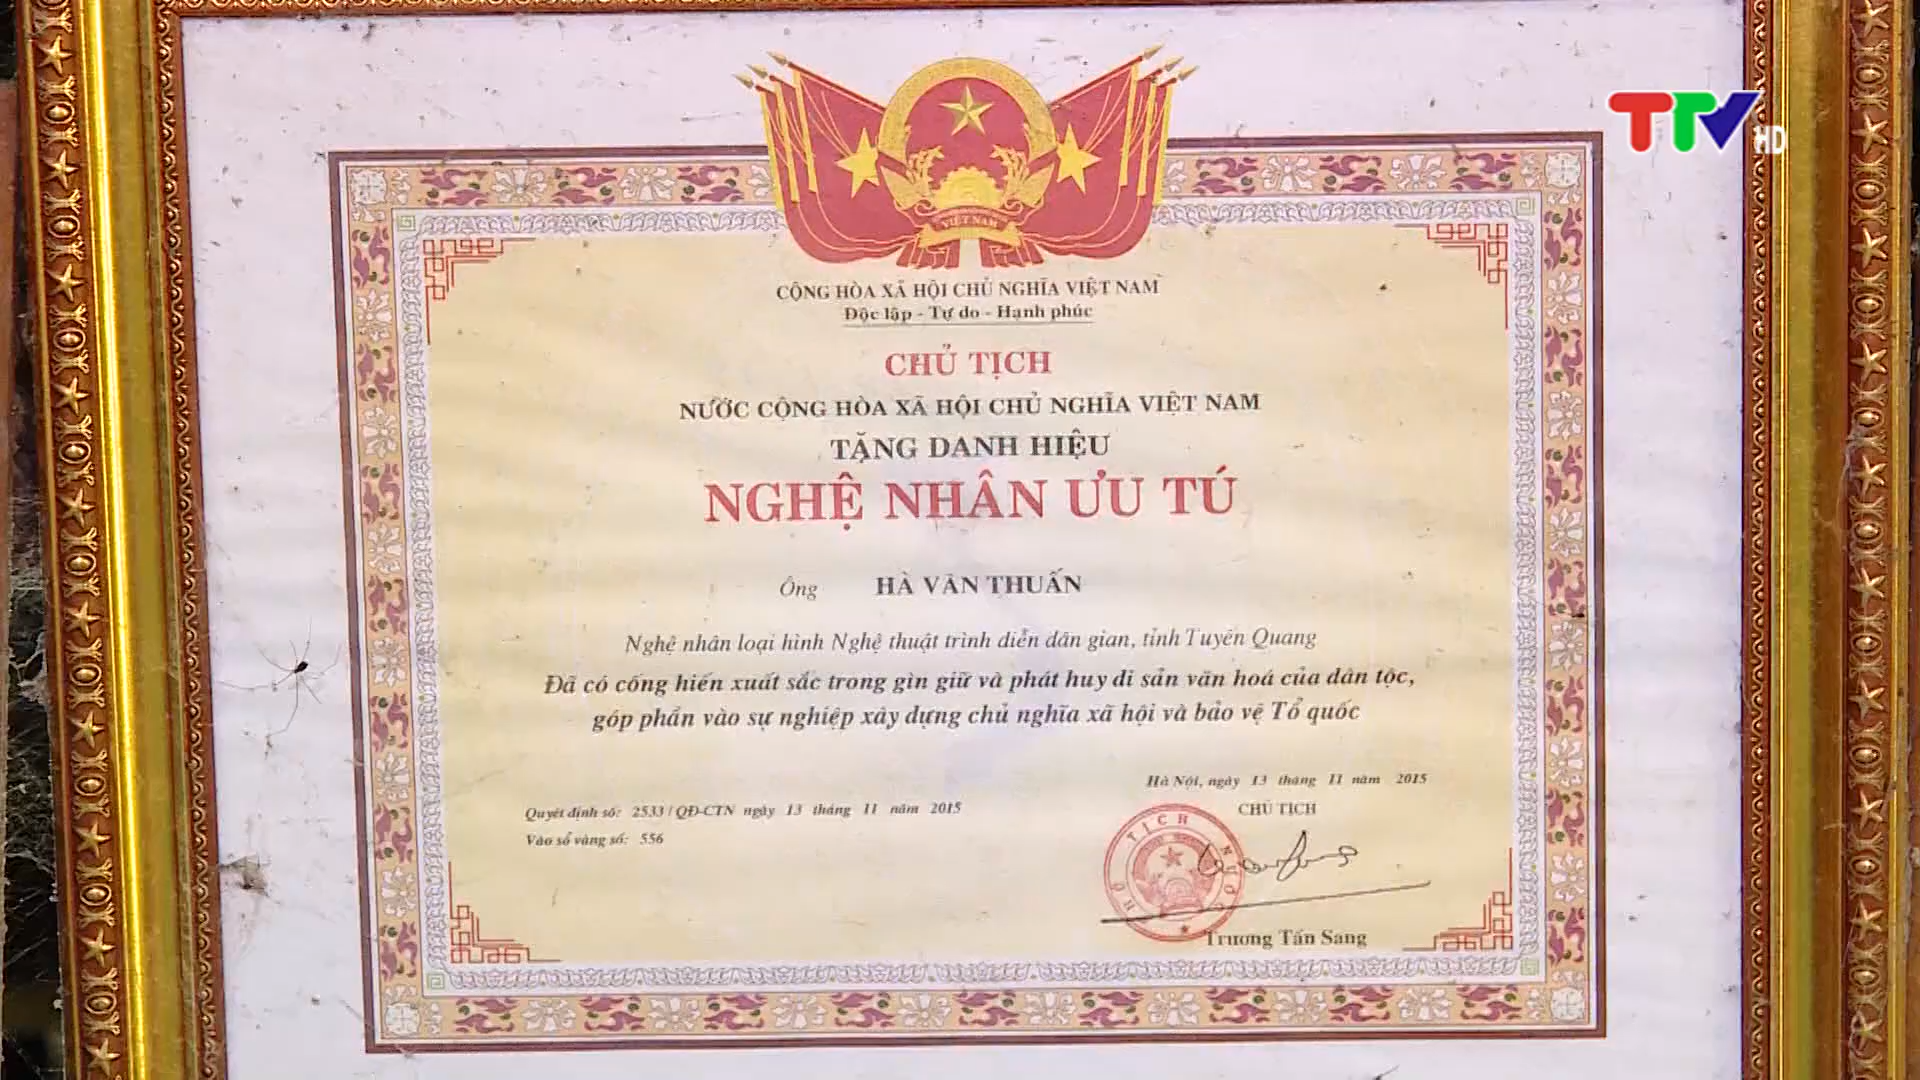 TTV HD
VIỆT NAM
CỘNG HÒA XÃ HỘI CHỦ NGHĨA VIỆT NAM
Độc lập - Tự do - Hạnh phúc
CHỦ TỊCH
NƯỚC CỘNG HÒA XÃ HỘI CHỦ NGHĨA VIỆT NAM
TẶNG DANH HIỆU
NGHỆ NHÂN ƯU TÚ
Ông HÀ VĂN THUẤN
Nghệ nhân loại hình Nghệ thuật trình diễn dân gian, tỉnh Tuyên Quang
Đã có cống hiến xuất sắc trong gìn giữ và phát huy di sản văn hoá của dân tộc,
góp phần vào sự nghiệp xây dựng chủ nghĩa xã hội và bảo vệ Tổ quốc
Hà Nội, ngày 13 tháng 11 năm 2015
CHỦ TỊCH
Quyết định số: 2533 / QĐ-CTN ngày 13 tháng 11 năm 2015
Vào sổ vàng số: 556
CHỦ TỊCH NƯỚC
Trương Tấn Sang